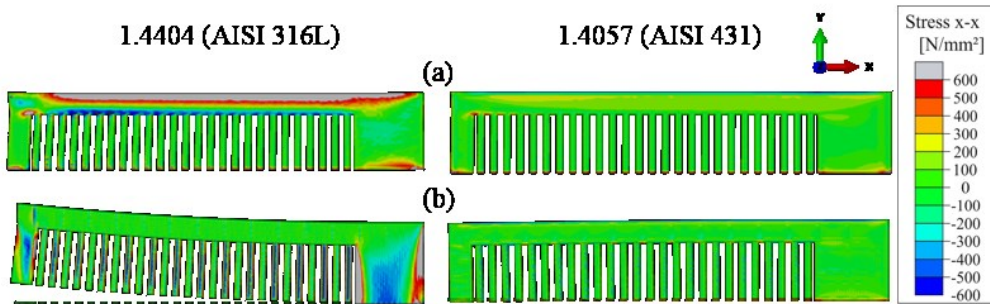 1.4404 (AISI 316L)
1.4057 (AISI 431)
Y
X
Stress x-x
[N/mm²]
(a)
600
500
400
300
200
100
0
-100
-200
-300
-400
-500
-600
(b)